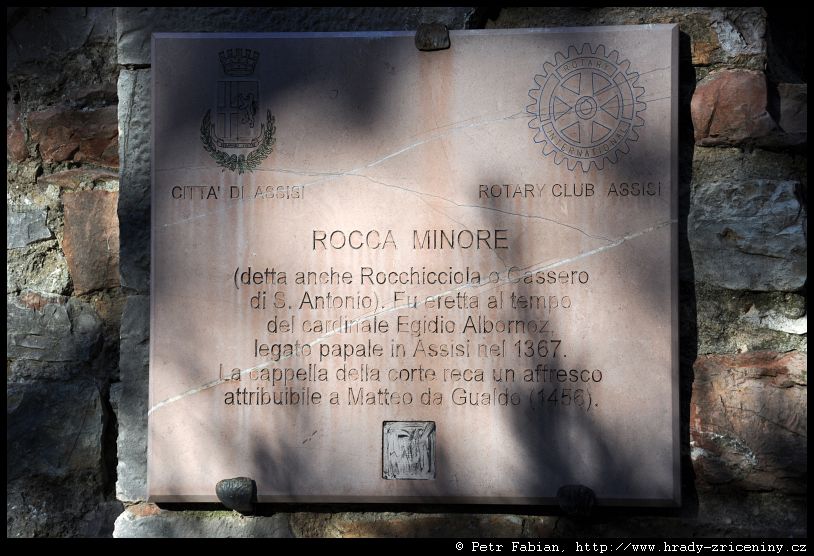 ROTARY
INTERNATIONAL
CITTA' DI ASSISI
ROTARY CLUB ASSISI
ROCCA MINORE
(detta anche Rocchicciola o Cassero
di S. Antonio). Fu eretta al tempo
del cardinale Egidio Albornoz,
legato papale in Assisi nel 1367.
La cappella della corte reca un affresco
attribuibile a Matteo da Gualdo (1456).
© Petr Fabian, http://www.hrady-zriceniny.cz